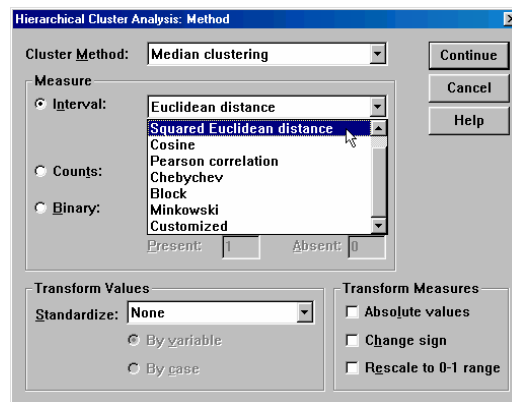 Hierarchical Cluster Analysis: Method
Cluster Method: Median clustering
Continue
Cancel
Help
Measure
Interval: Euclidean distance
Squared Euclidean distance
Cosine
Pearson correlation
Chebychev
Block
Minkowski
Customized
Counts:
Binary:
Present: 1 Absent: 0
Transform Values
Standardize: None
By variable
By case
Transform Measures
Absolute values
Change sign
Rescale to 0-1 range